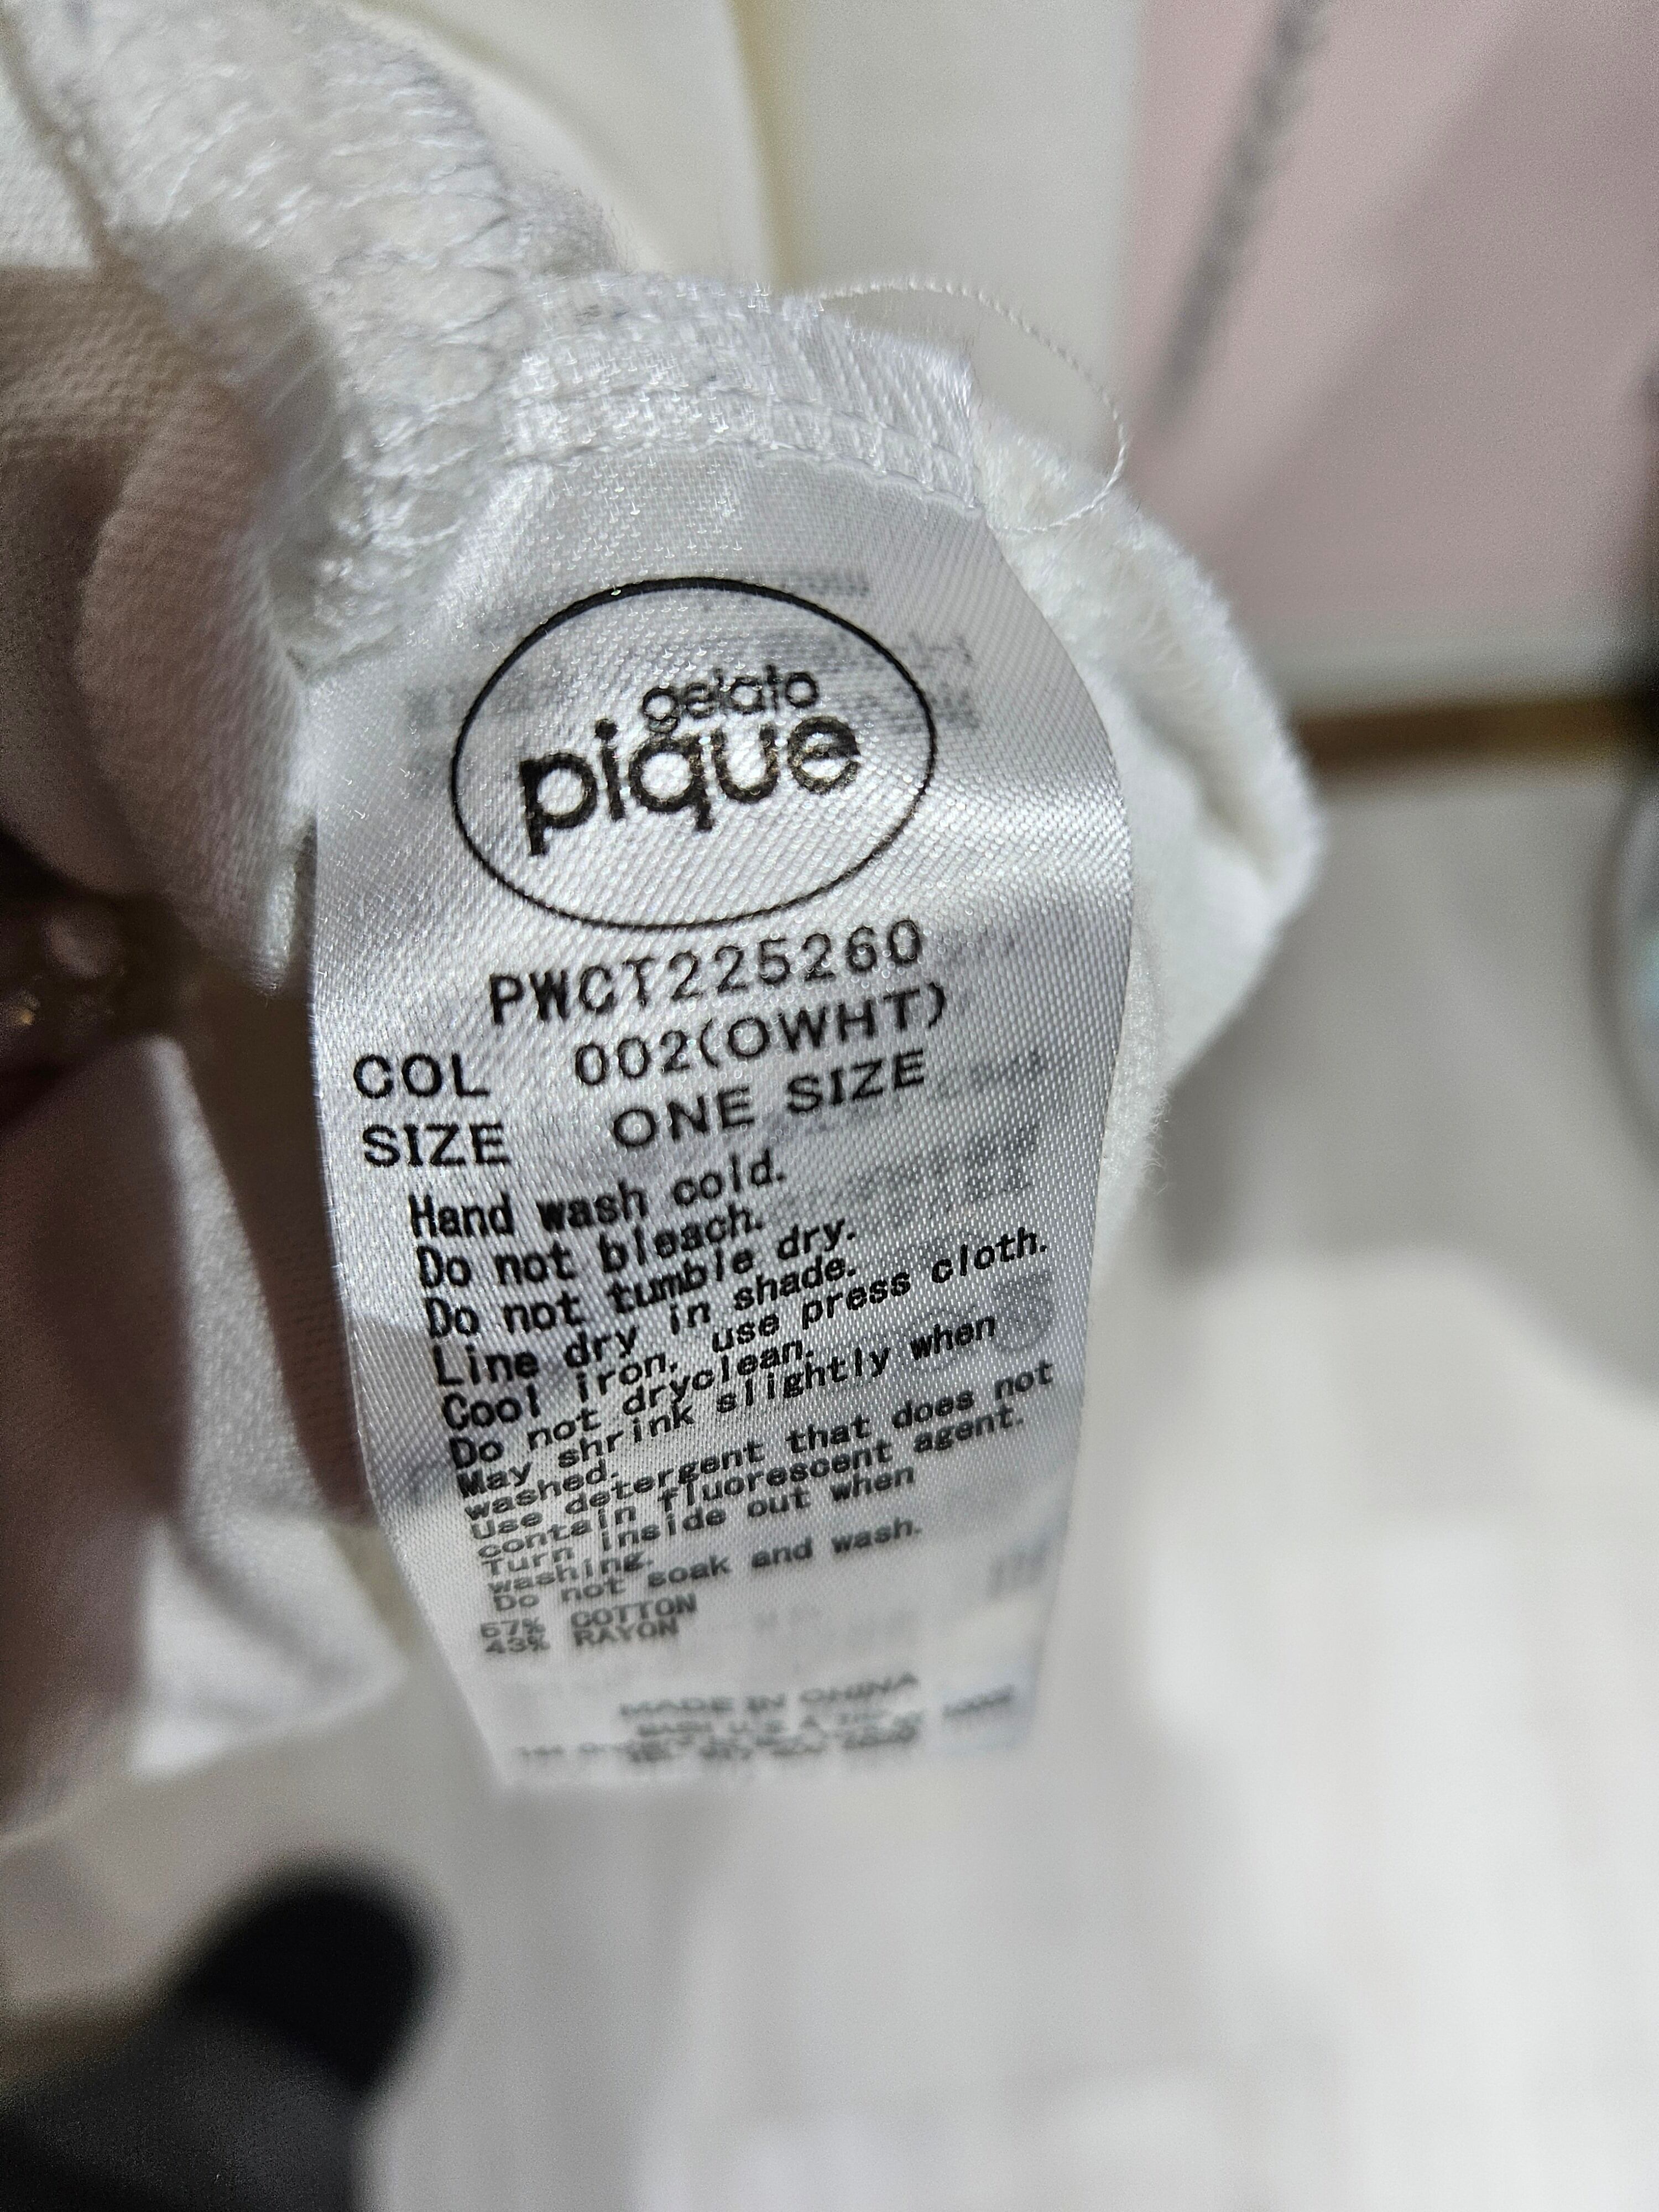 gelato
pique
PWCT225260
COL 002(OWHT)
SIZE ONE SIZE
Hand wash cold.
Do not bleach.
Do not tumble dry.
Line dry in shade.
Cool iron, use press cloth.
Do not dryclean.
May shrink slightly when
washed.
Use detergent that does not
contain fluorescent agent.
Turn inside out when
washing.
Do not soak and wash.
57% COTTON
43% RAYON
MADE IN CHINA